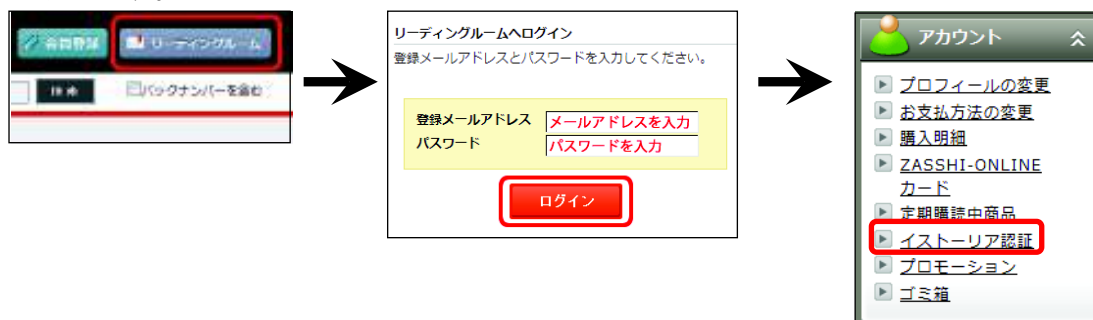 会員登録
リーディングルーム
検索
バックナンバーを含む
リーディングルームへログイン
登録メールアドレスとパスワードを入力してください。
登録メールアドレス メールアドレスを入力
パスワード パスワードを入力
ログイン
アカウント
プロフィールの変更
お支払方法の変更
購入明細
ZASSHI-ONLINE
カード
定期購読中商品
イストーリア認証
プロモーション
ゴミ箱